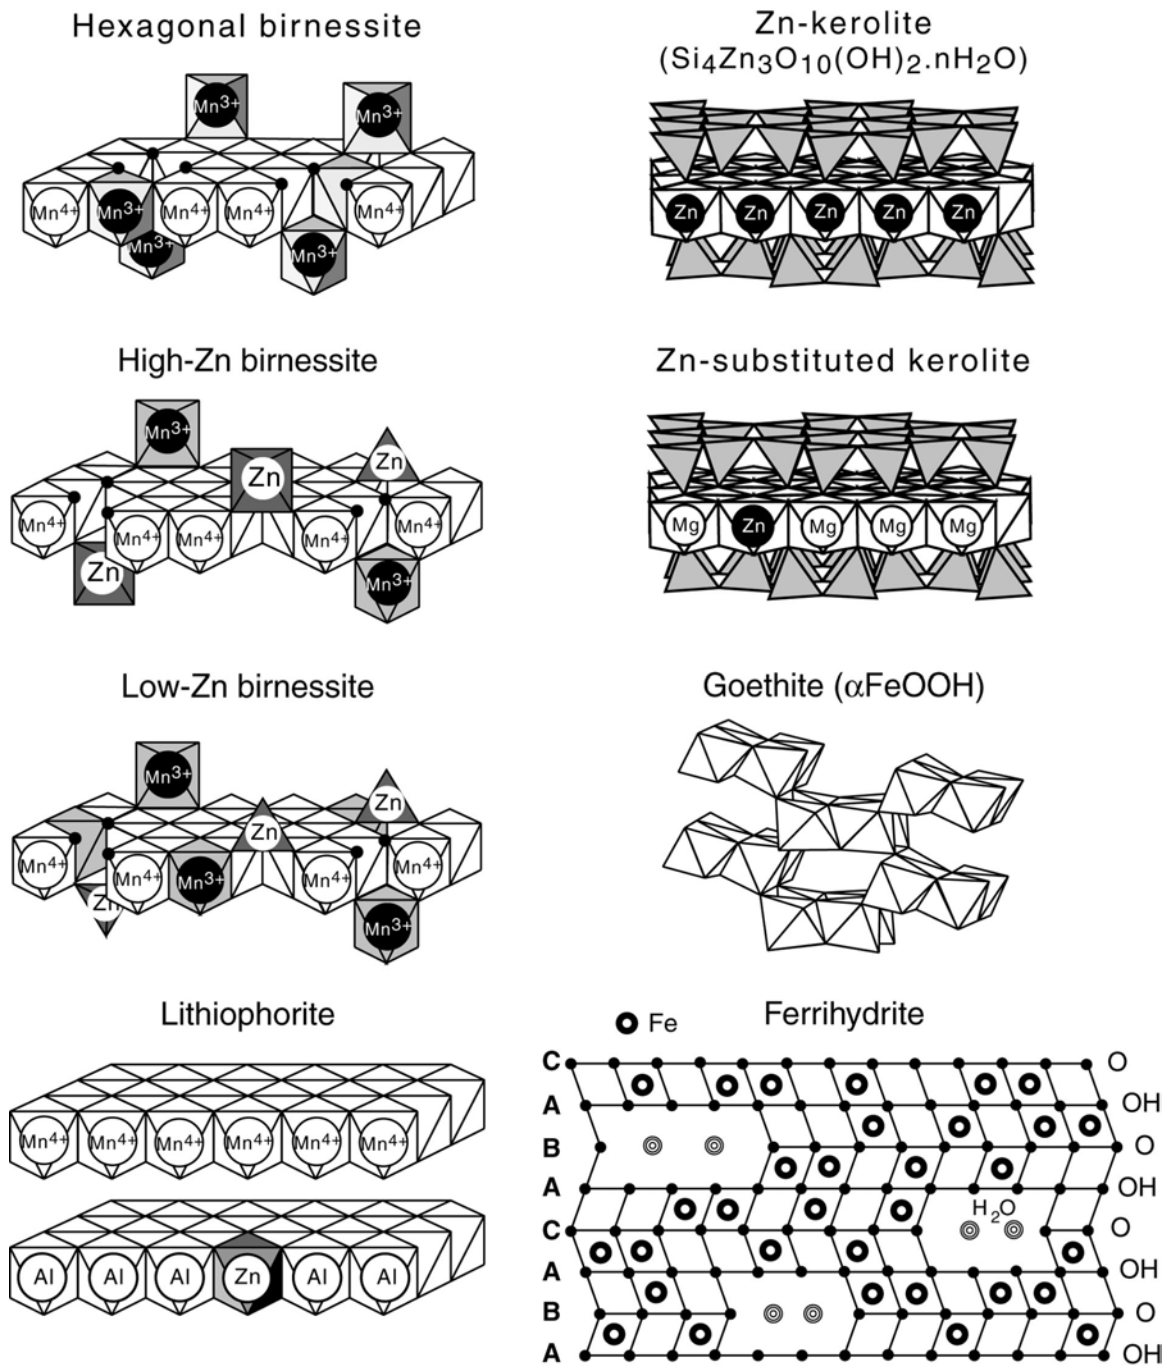 Hexagonal birnessite
Mn3+
Mn3+
Mn4+ Mn3+ Mn4+ Mn4+ Mn4+
Mn3+ Mn3+
Zn-kerolite
(Si4Zn3O10(OH)2.nH2O)
Zn Zn Zn Zn Zn
High-Zn birnessite
Mn3+
Zn Zn
Mn4+ Mn4+ Mn4+ Mn4+ Mn4+
Zn Mn3+
Zn-substituted kerolite
Mg Zn Mg Mg Mg
Low-Zn birnessite
Mn3+ Zn
Zn
Mn4+ Mn4+ Mn3+ Mn4+ Mn4+
Zn Mn3+
Goethite (αFeOOH)
Lithiophorite
Mn4+ Mn4+ Mn4+ Mn4+ Mn4+ Mn4+
Al Al Al Zn Al Al
Ferrihydrite
Fe
C O
A OH
B O
A OH
H2O
C O
A OH
B O
A OH